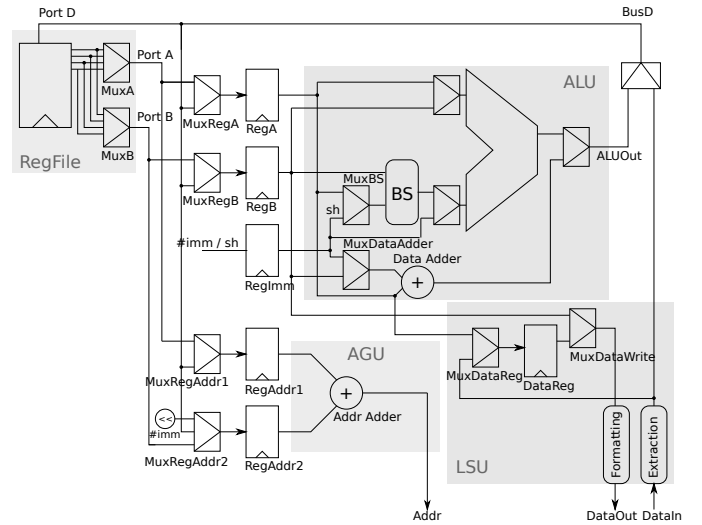 Port D
BusD
Port A
MuxA
Port B
MuxB
RegFile
MuxRegA
RegA
ALU
MuxRegB
RegB
MuxBS
BS
sh
ALUOut
#imm / sh
RegImm
MuxDataAdder
Data Adder
+
MuxRegAddr1
RegAddr1
AGU
+
Addr Adder
<<
#imm
MuxRegAddr2
RegAddr2
MuxDataReg
DataReg
MuxDataWrite
LSU
Formatting
Extraction
Addr
DataOut
DataIn